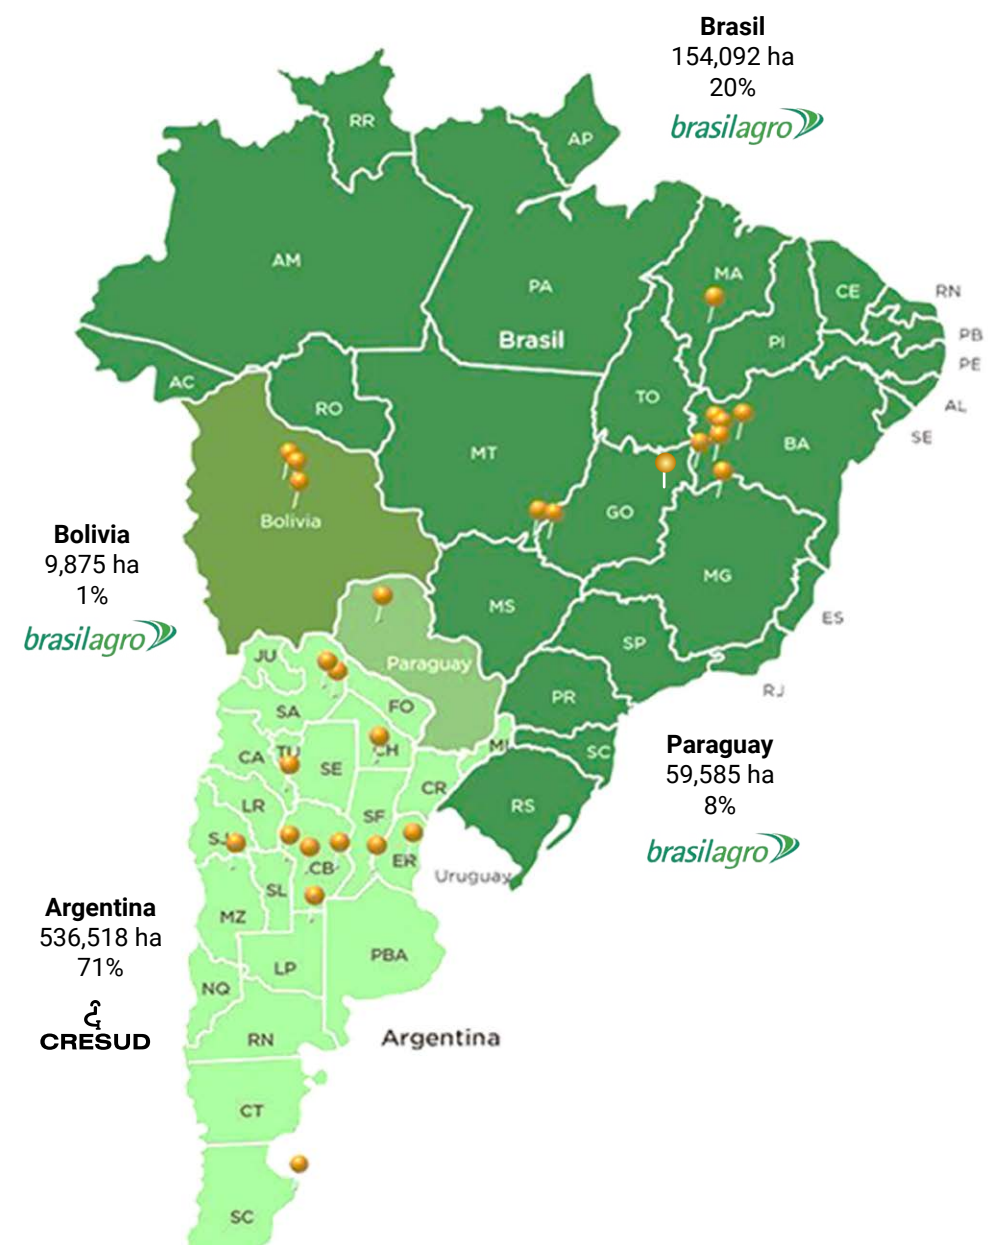 Brasil
154,092 ha
20%
brasilagro
RR
AP
AM
PA
MA
CE
RN
PB
PI
PE
Brasil
AC
RO
TO
AL
SE
MT
BA
GO
Bolivia
Bolivia
9,875 ha
1%
brasilagro
MG
MS
ES
SP
JU
Paraguay
RJ
PR
SA
FO
Paraguay
59,585 ha
8%
brasilagro
CA
TU
SE
CH
MI
SC
LR
SF
CR
RS
SJ
CB
ER
Uruguay
SL
MZ
Argentina
536,518 ha
71%
CRESUD
PBA
LP
NQ
RN
Argentina
CT
SC